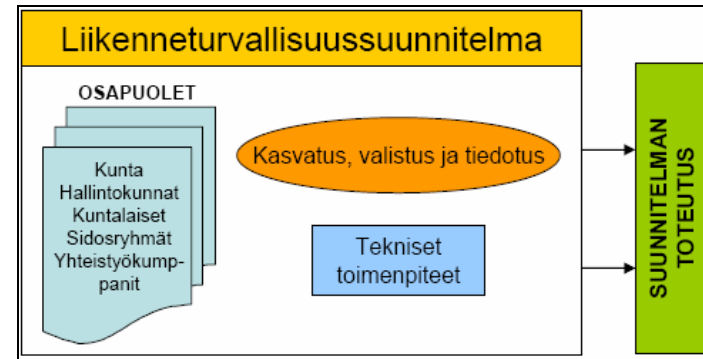 Liikenneturvallisuussuunnitelma
OSAPUOLET
Kunta
Hallintokunnat
Kuntalaiset
Sidosryhmät
Yhteistyökump-
panit
Kasvatus, valistus ja tiedotus
Tekniset
toimenpiteet
SUUNNITELMAN
TOTEUTUS